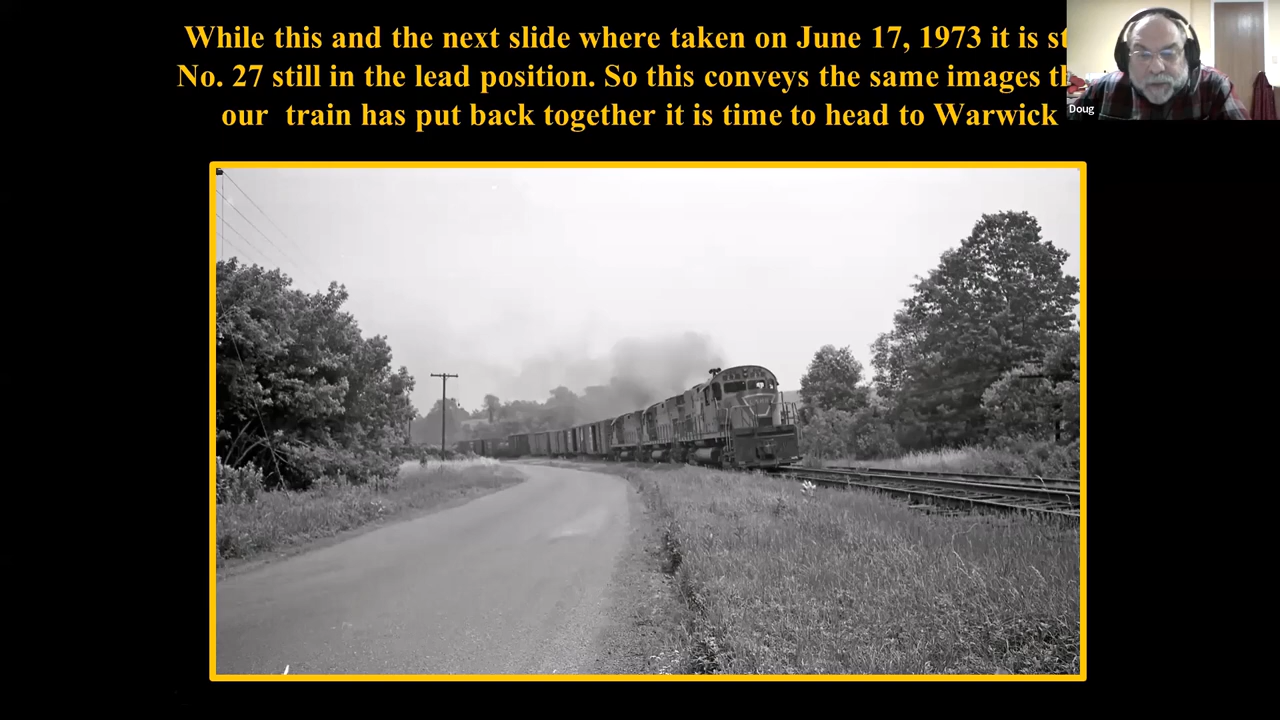 While this and the next slide where taken on June 17, 1973 it is
No. 27 still in the lead position. So this conveys the same images
our train has put back together it is time to head to Warwick
Doug